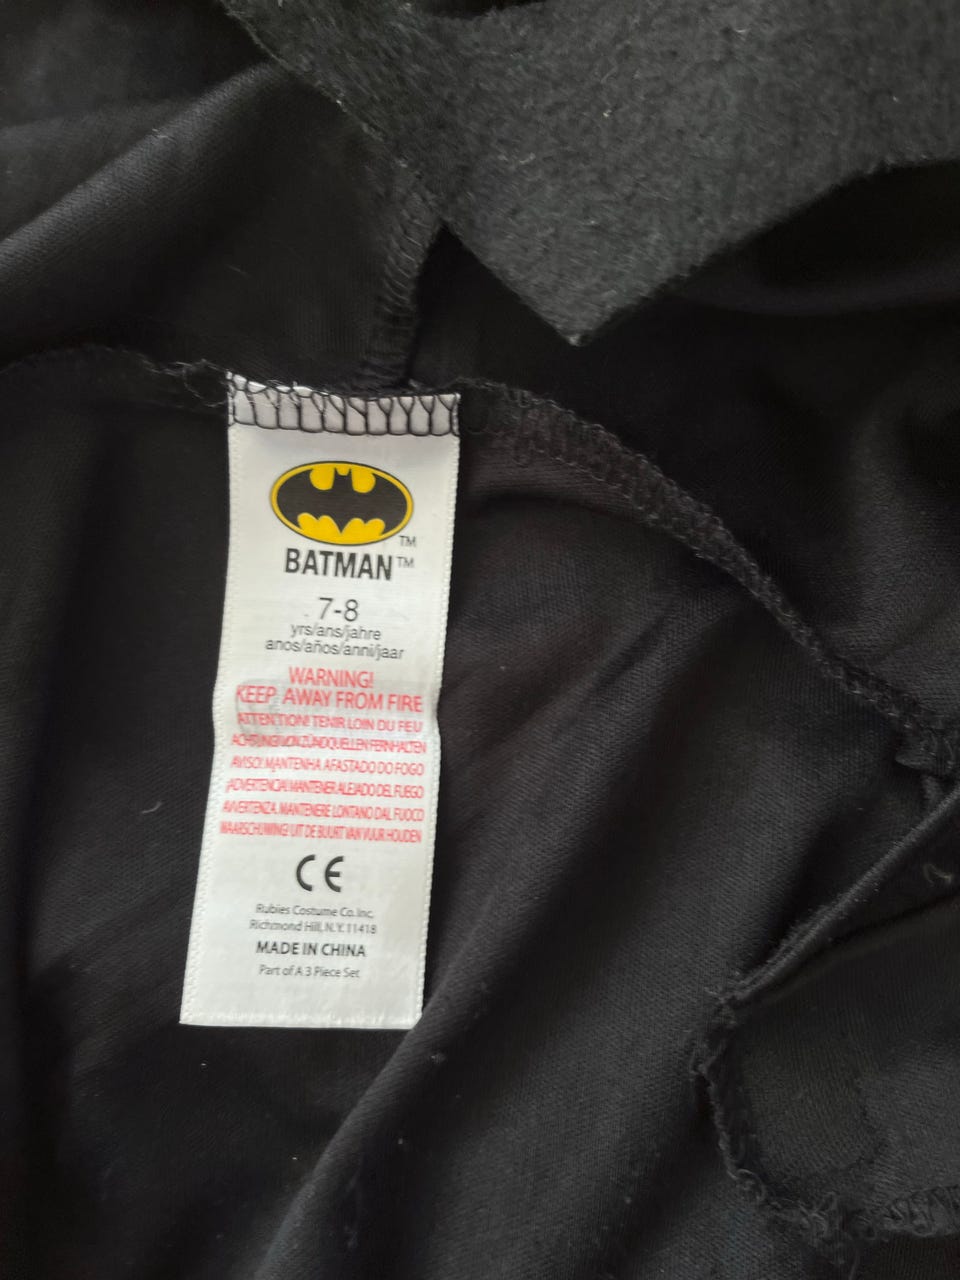 TM
BATMAN™
7-8
yrs/ans/jahre
anos/años/anni/jaar
WARNING!
KEEP AWAY FROM FIRE
ATTENTION! TENIR LOIN DU FEU
ACHTUNG! VON ZÜNDQUELLEN FERNHALTEN
AVISO! MANTENHA AFASTADO DO FOGO
¡ADVERTENCIA! MANTENER ALEJADO DEL FUEGO
AVVERTENZA. MANTENERE LONTANO DAL FUOCO
WAARSCHUWING! UIT DE BUURT VAN VUUR HOUDEN
CE
Rubies Costume Co. Inc,
Richmond Hill, N.Y. 11418
MADE IN CHINA
Part of A 3 Piece Set